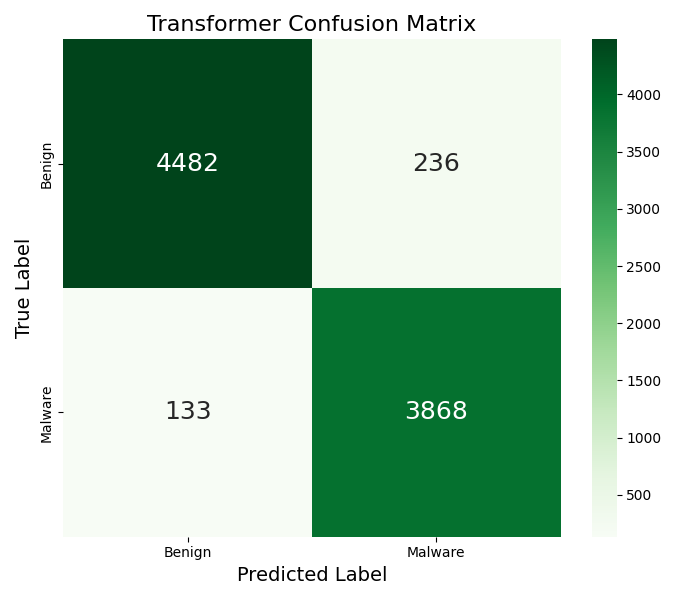 Transformer Confusion Matrix
True Label
Benign
Malware
4482
236
133
3868
Benign
Malware
Predicted Label
4000
3500
3000
2500
2000
1500
1000
500